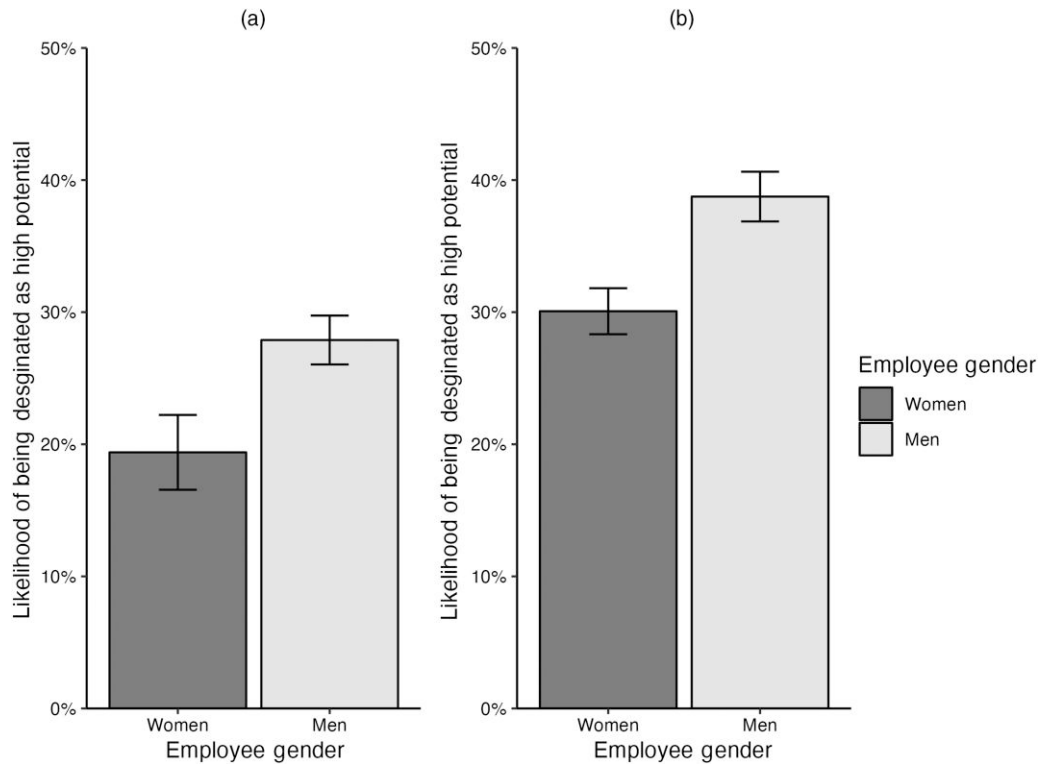 (a)
50%
40%
30%
20%
10%
0%
Likelihood of being desginated as high potential
Women
Men
Employee gender
(b)
50%
40%
30%
20%
10%
0%
Likelihood of being desginated as high potential
Women
Men
Employee gender
Employee gender
Women
Men